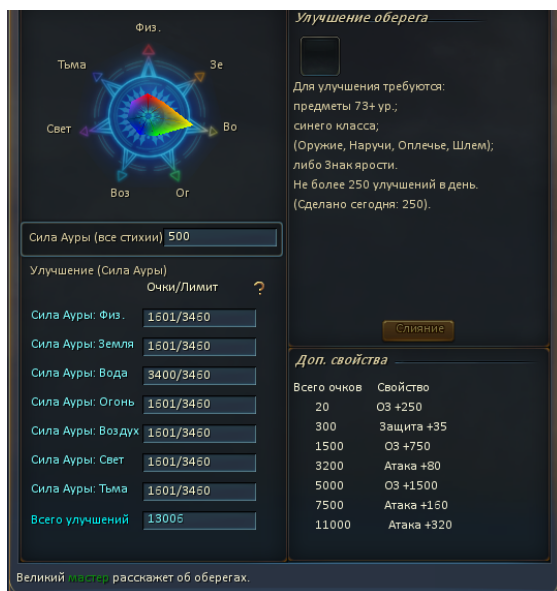 Физ.
Тьма
Зе
Свет
Во
Воз
Ог
Сила Ауры (все стихии) 500
Улучшение (Сила Ауры)
Очки/Лимит ?
Сила Ауры: Физ. 1601/3460
Сила Ауры: Земля 1601/3460
Сила Ауры: Вода 3400/3460
Сила Ауры: Огонь 1601/3460
Сила Ауры: Воздух 1601/3460
Сила Ауры: Свет 1601/3460
Сила Ауры: Тьма 1601/3460
Всего улучшений 13006
Улучшение оберега
Для улучшения требуются:
предметы 73+ ур.;
синего класса;
(Оружие, Наручи, Оплечье, Шлем);
либо Знак ярости.
Не более 250 улучшений в день.
(Сделано сегодня: 250).
Слияние
Доп. свойства
Всего очков Свойство
20 ОЗ +250
300 Защита +35
1500 ОЗ +750
3200 Атака +80
5000 ОЗ +1500
7500 Атака +160
11000 Атака +320
Великий мастер расскажет об оберегах.